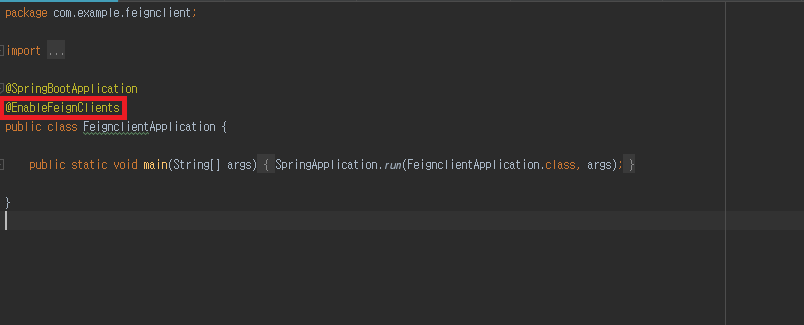 package com.example.feignclient;
import ...
@SpringBootApplication
@EnableFeignClients
public class FeignclientApplication {
public static void main(String[] args) { SpringApplication.run(FeignclientApplication.class, args); }
}